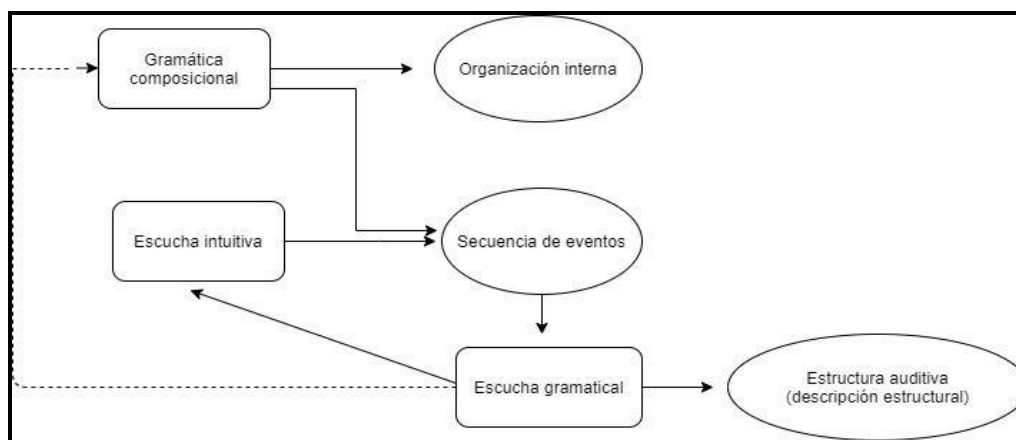 Gramática
composicional
Organización interna
Escucha intuitiva
Secuencia de eventos
Escucha gramatical
Estructura auditiva
(descripción estructural)